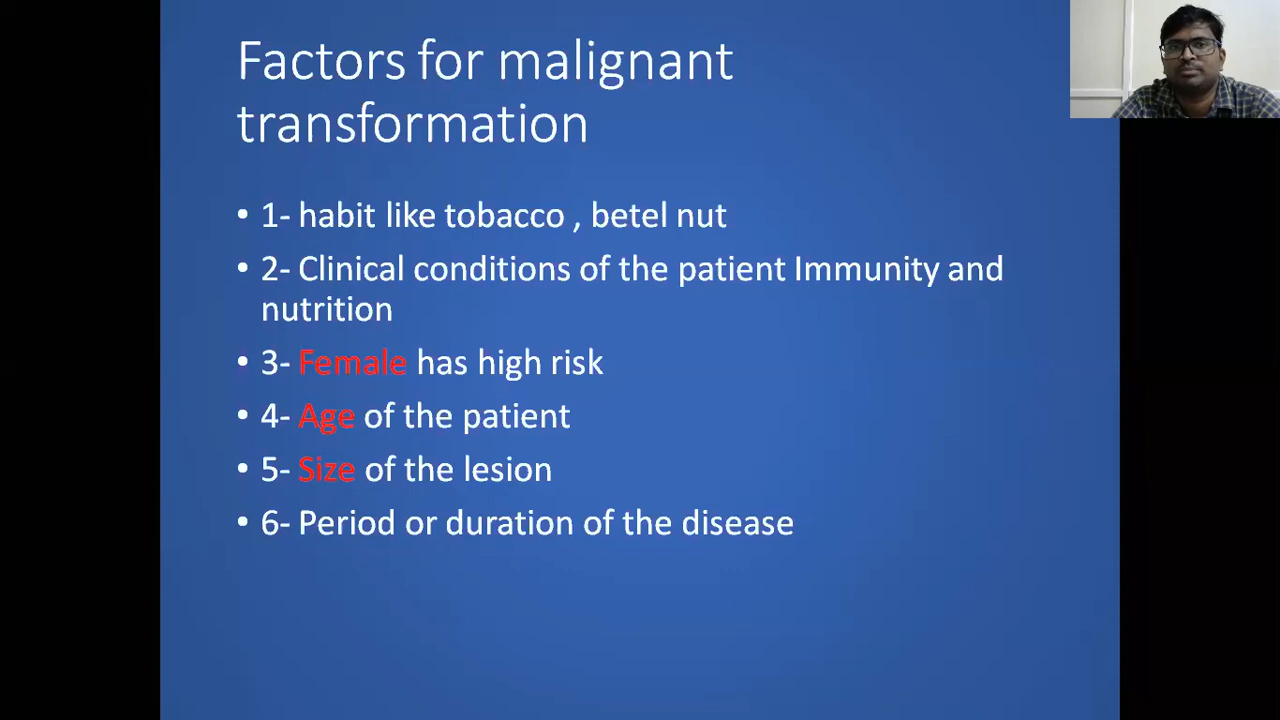 Factors for malignant
transformation
• 1- habit like tobacco , betel nut
• 2- Clinical conditions of the patient Immunity and
nutrition
• 3- Female has high risk
• 4- Age of the patient
• 5- Size of the lesion
• 6- Period or duration of the disease